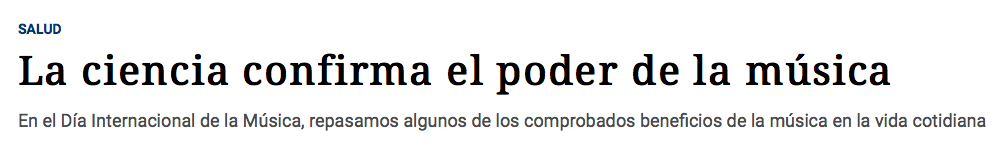 SALUD
La ciencia confirma el poder de la música
En el Día Internacional de la Música, repasamos algunos de los comprobados beneficios de la música en la vida cotidiana